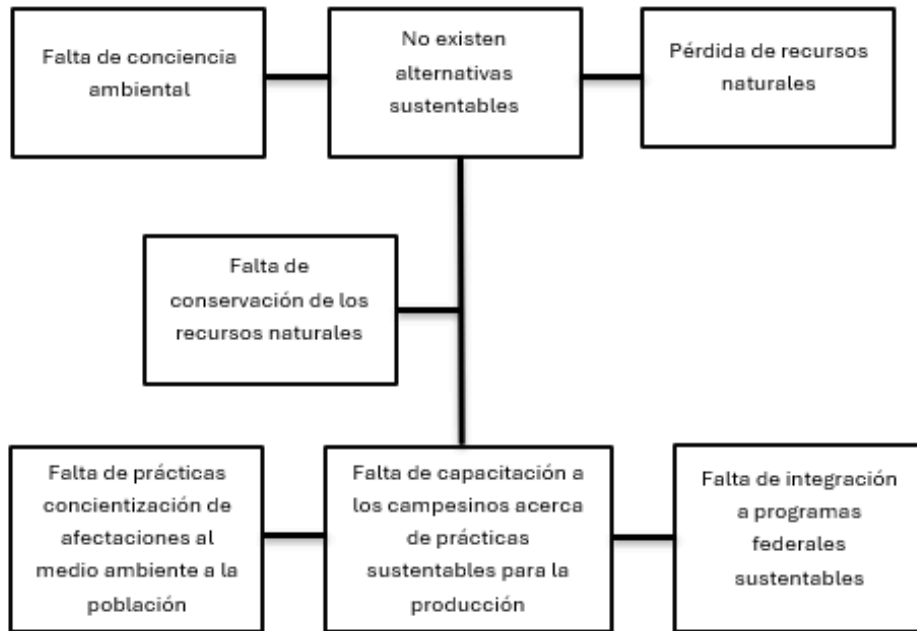 Falta de conciencia
ambiental
No existen
alternativas
sustentables
Pérdida de recursos
naturales
Falta de
conservación de los
recursos naturales
Falta de prácticas
concientización de
afectaciones al
medio ambiente a la
población
Falta de capacitación a
los campesinos acerca
de prácticas
sustentables para la
producción
Falta de integración
a programas
federales
sustentables